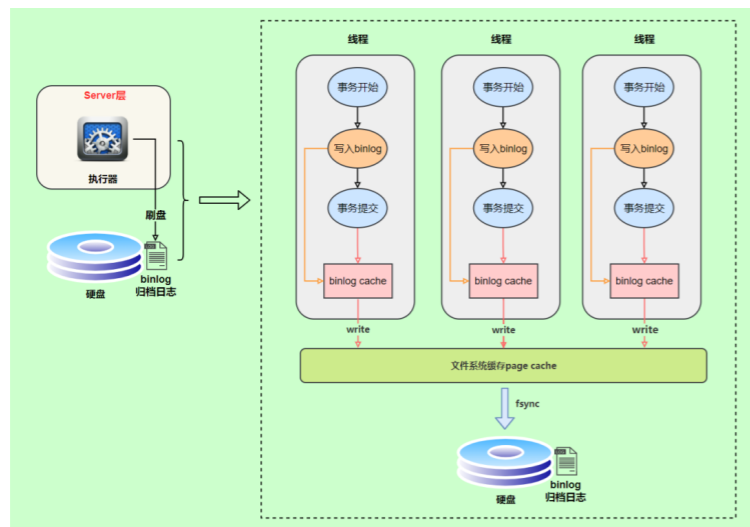 Server层
执行器
刷盘
硬盘
binlog
归档日志
线程
线程
线程
事务开始
事务开始
事务开始
写入binlog
写入binlog
写入binlog
事务提交
事务提交
事务提交
binlog cache
binlog cache
binlog cache
write
write
write
文件系统缓存page cache
fsync
硬盘
binlog
归档日志